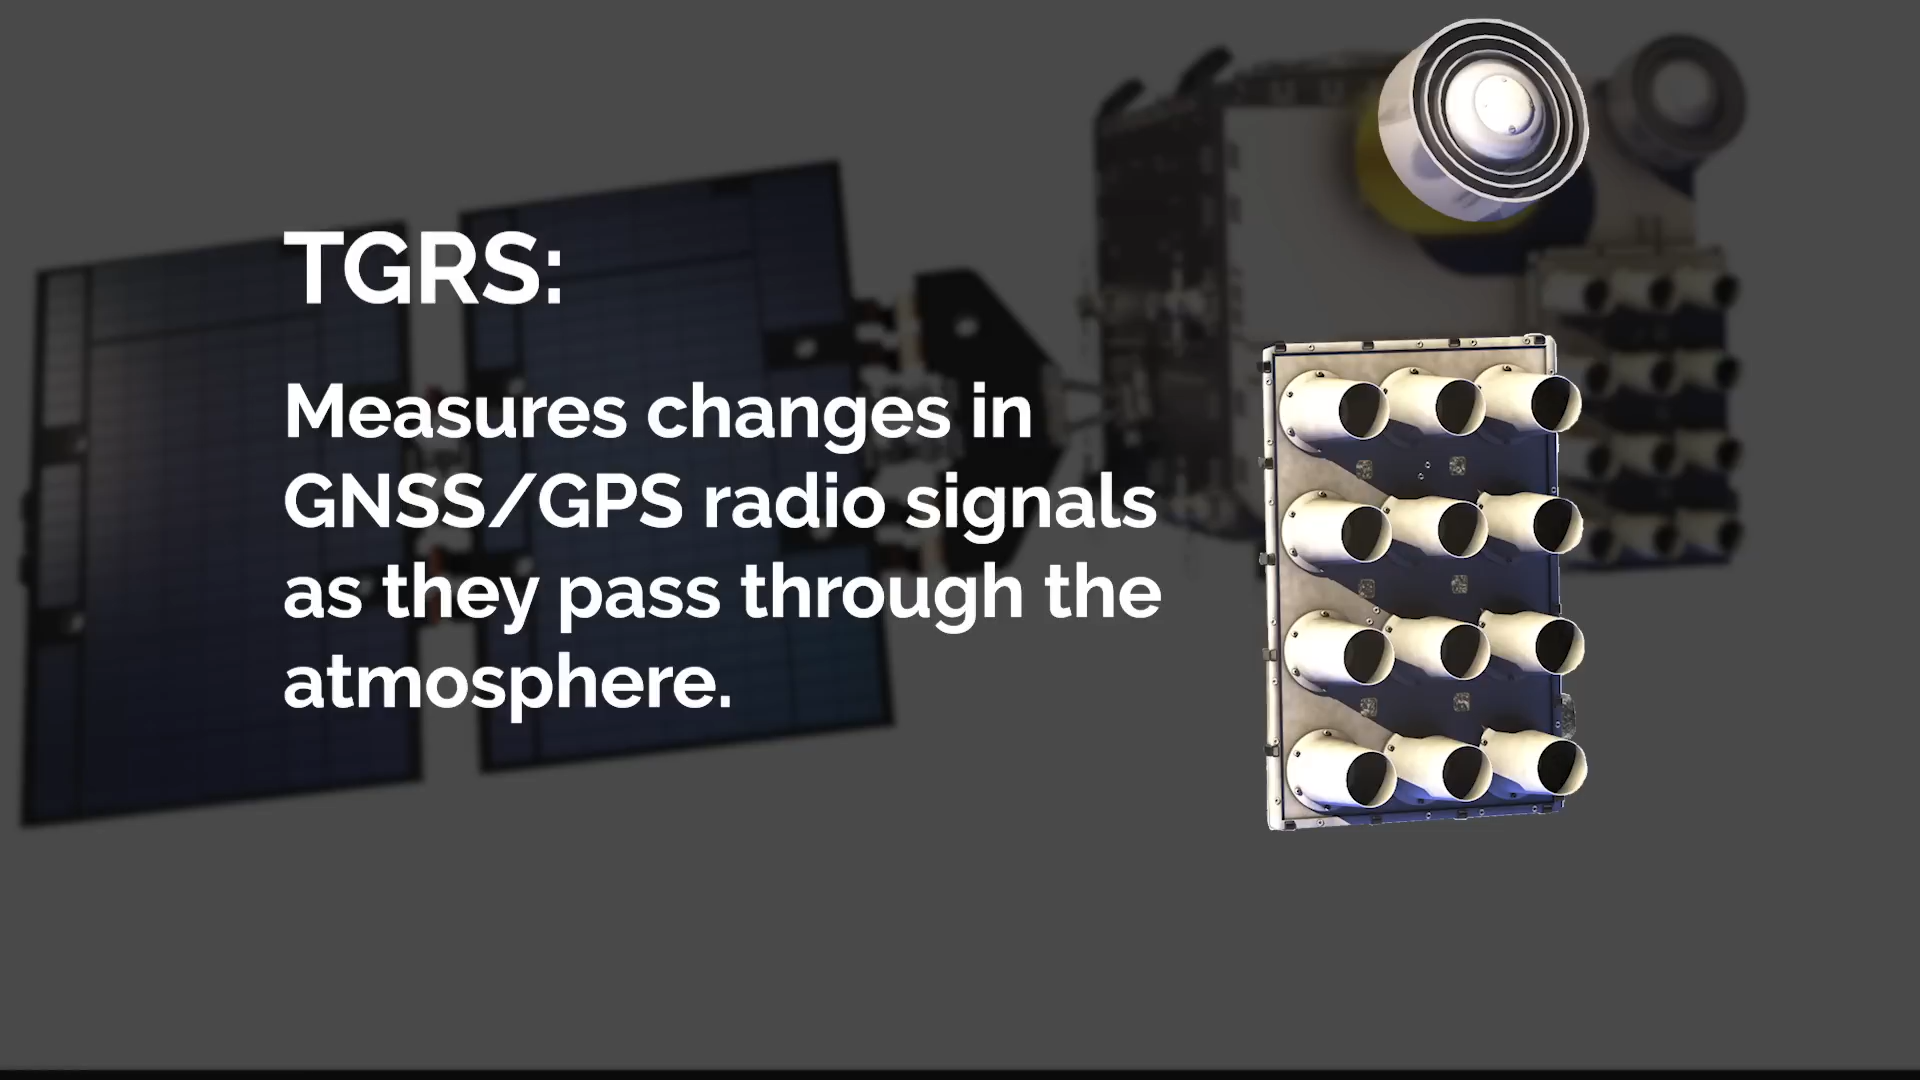 TGRS:
Measures changes in
GNSS/GPS radio signals
as they pass through the
atmosphere.